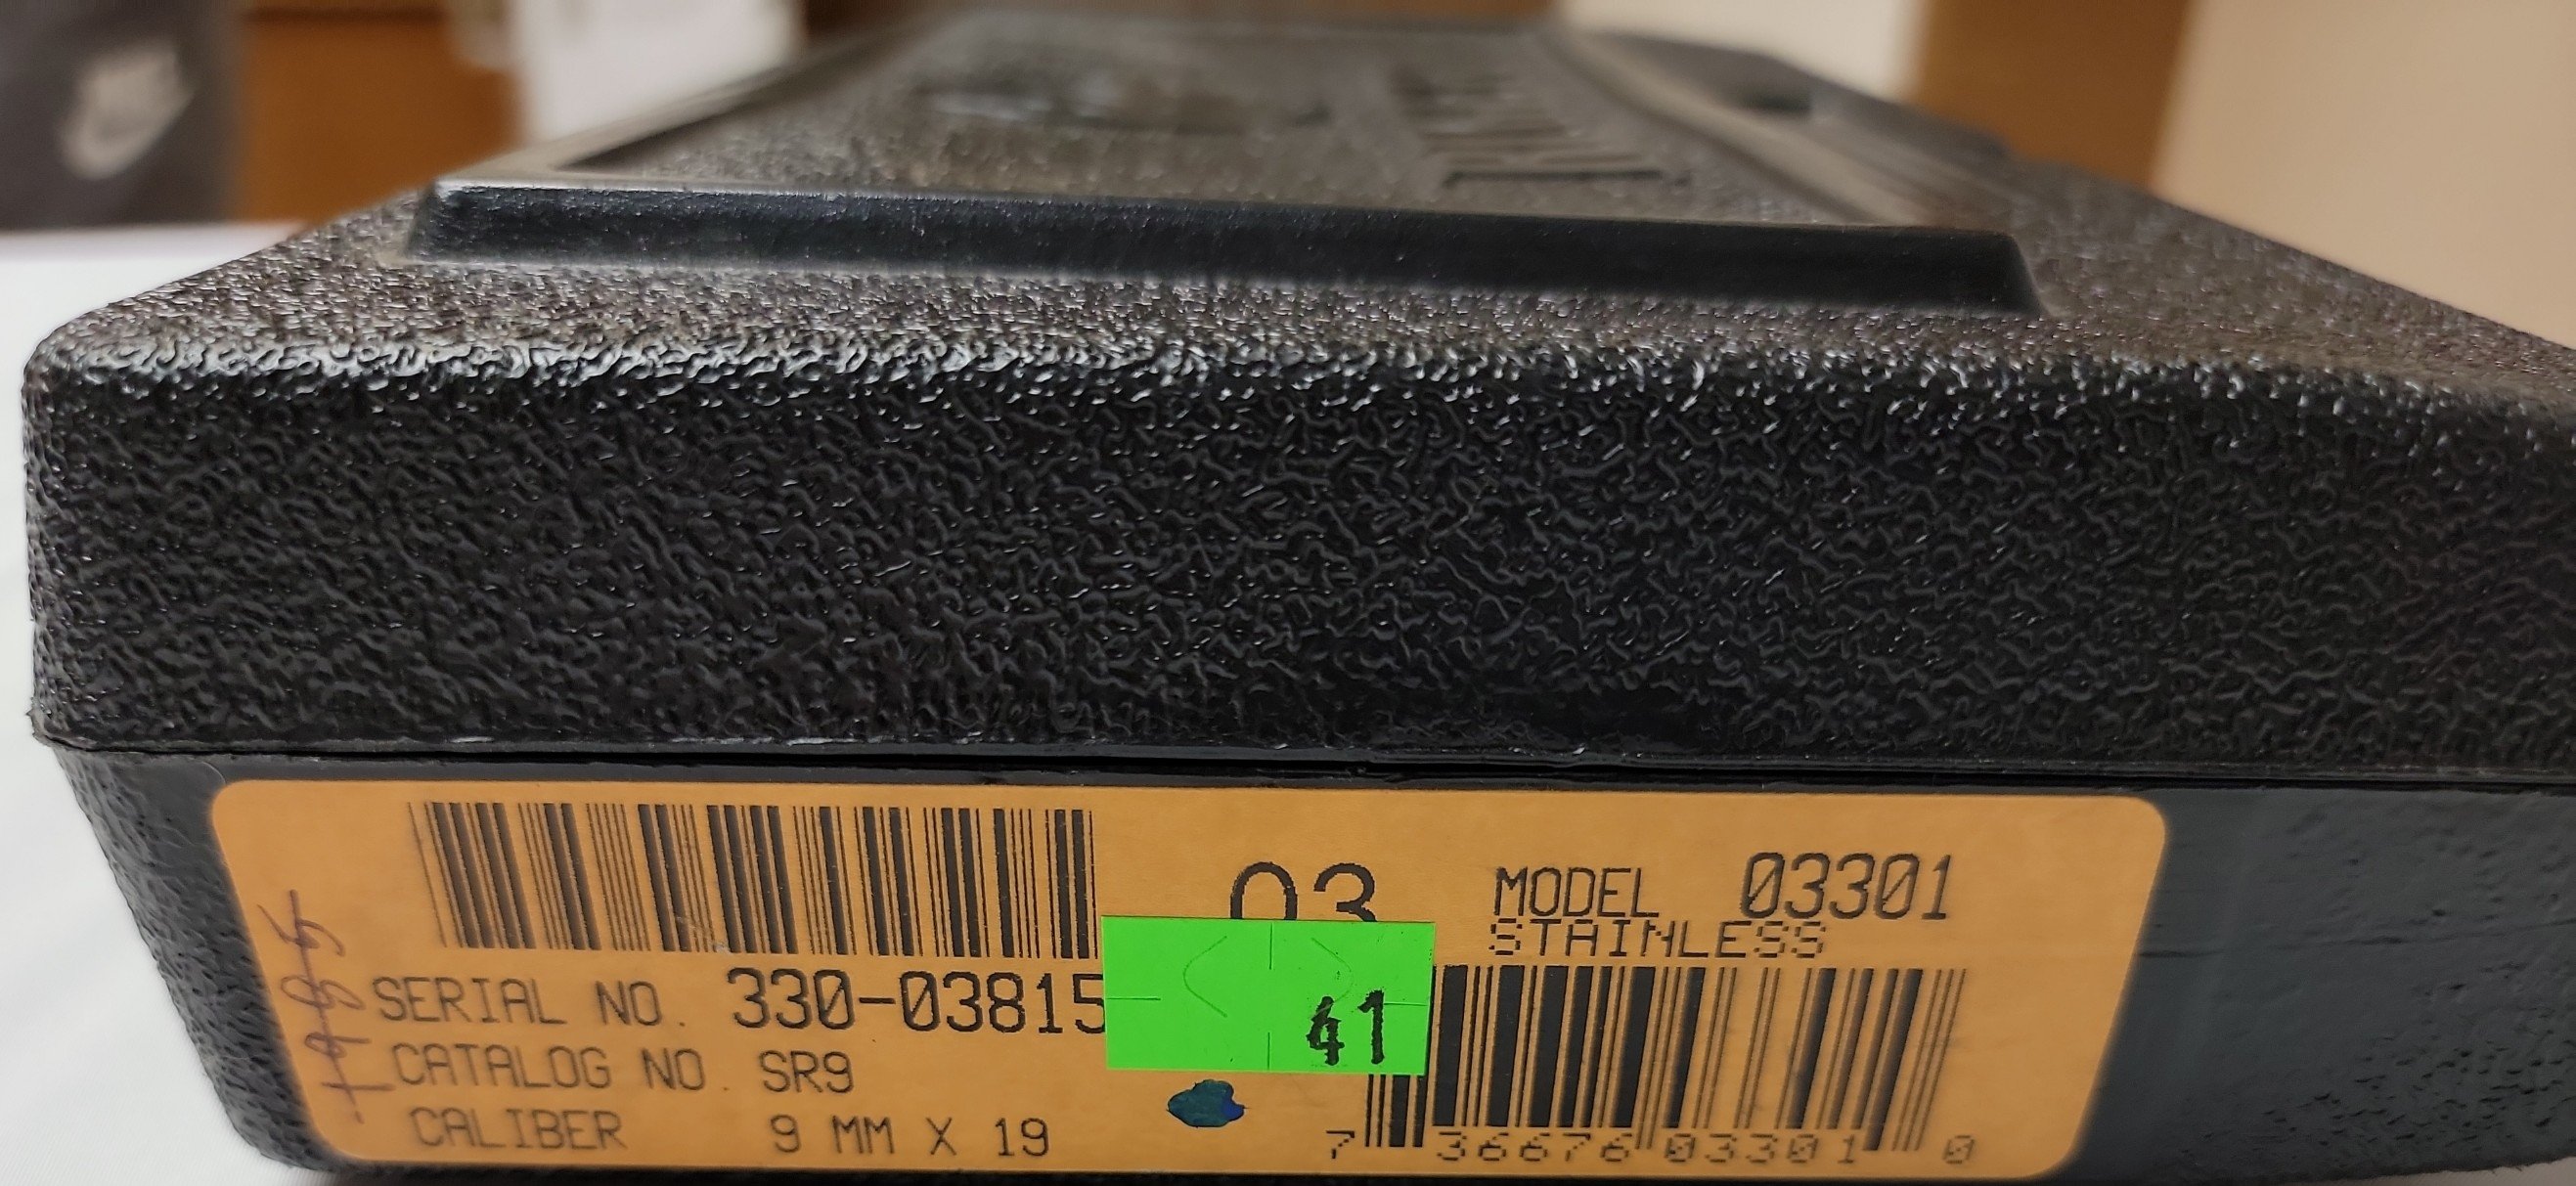 03
MODEL 03301
STAINLESS
SERIAL NO. 330-03815
41
CATALOG NO. SR9
CALIBER 9 MM X 19
7 36676 03301 0